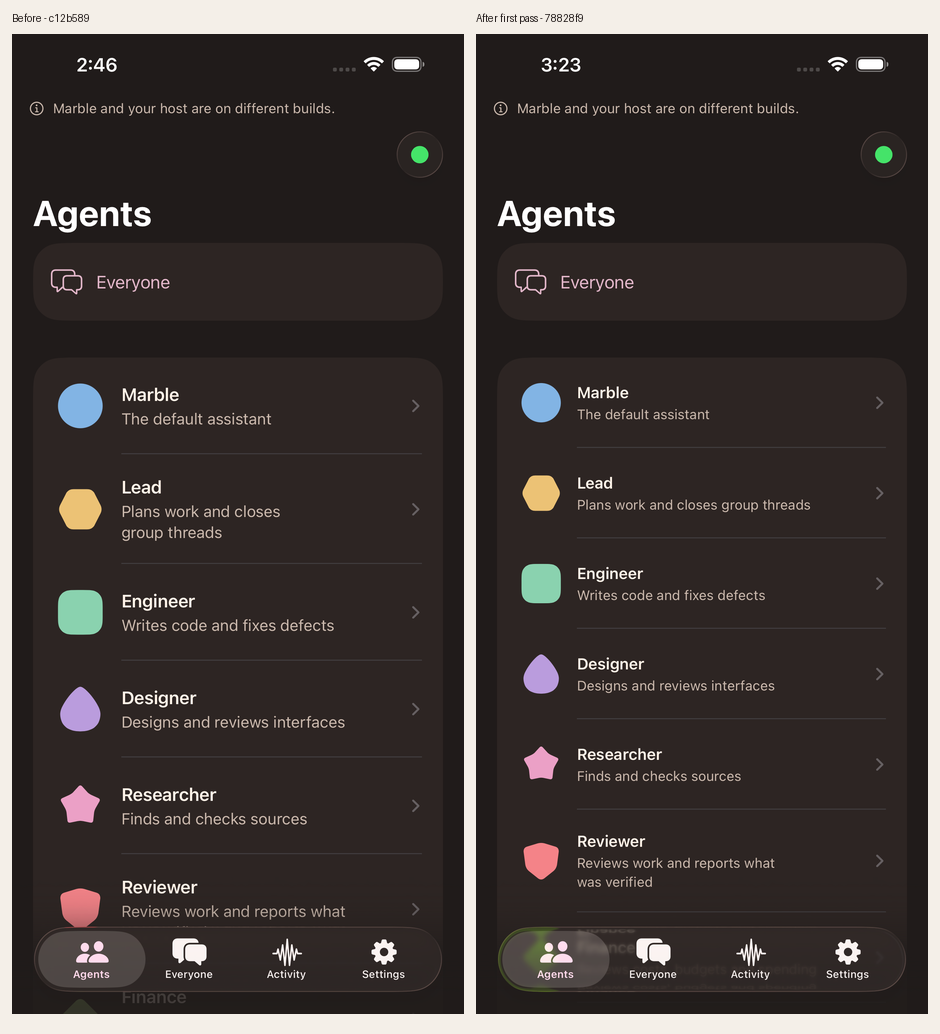 Before - c12b589
2:46
Marble and your host are on different builds.
Agents
Everyone
Marble
The default assistant
Lead
Plans work and closes
group threads
Engineer
Writes code and fixes defects
Designer
Designs and reviews interfaces
Researcher
Finds and checks sources
Reviewer
Reviews work and reports what
Agents
Everyone
Activity
Settings
Finance
After first pass - 78828f9
3:23
Marble and your host are on different builds.
Agents
Everyone
Marble
The default assistant
Lead
Plans work and closes group threads
Engineer
Writes code and fixes defects
Designer
Designs and reviews interfaces
Researcher
Finds and checks sources
Reviewer
Reviews work and reports what
was verified
Finance
Agents
Everyone
Activity
Settings